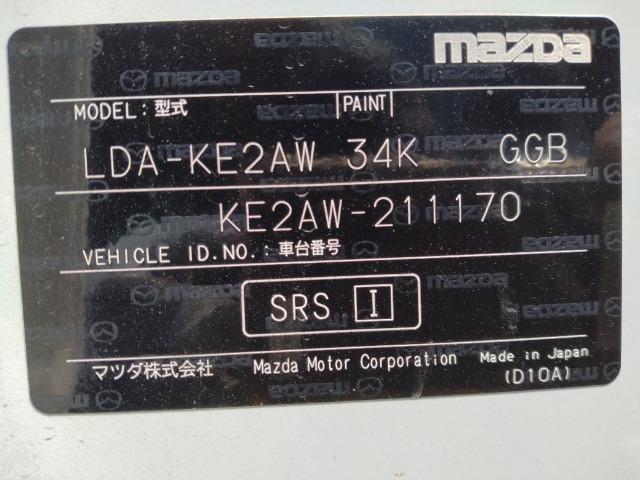 mazda
MODEL: 型式 PAINT
LDA-KE2AW 34K GGB
KE2AW-211170
VEHICLE ID.NO.: 車台番号
SRS I
マツダ株式会社 Mazda Motor Corporation Made in Japan
(D10A)